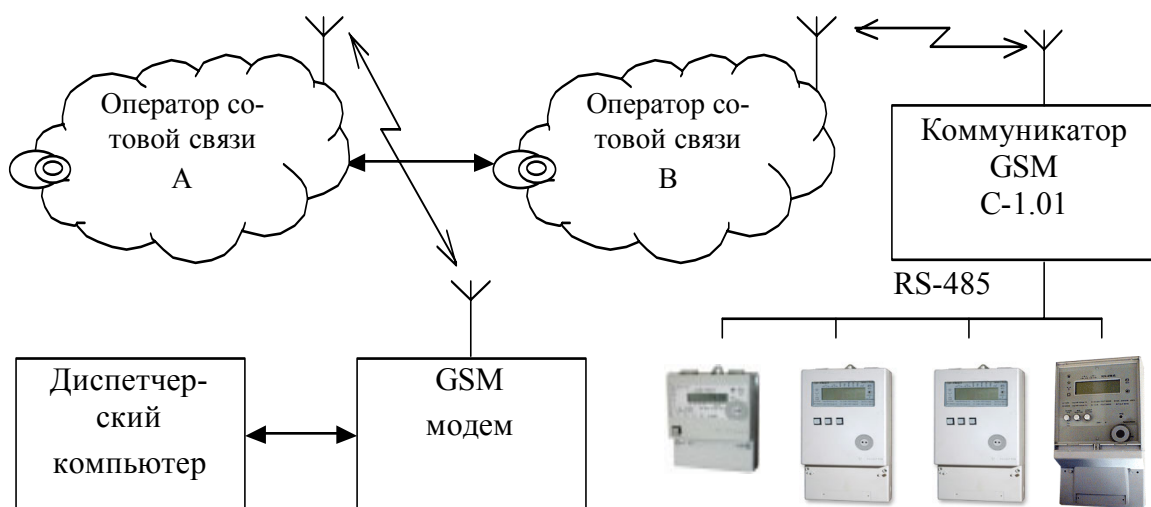 Оператор со-
товой связи
А
Оператор со-
товой связи
В
Коммуникатор
GSM
С-1.01
RS-485
Диспетчер-
ский
компьютер
GSM
модем